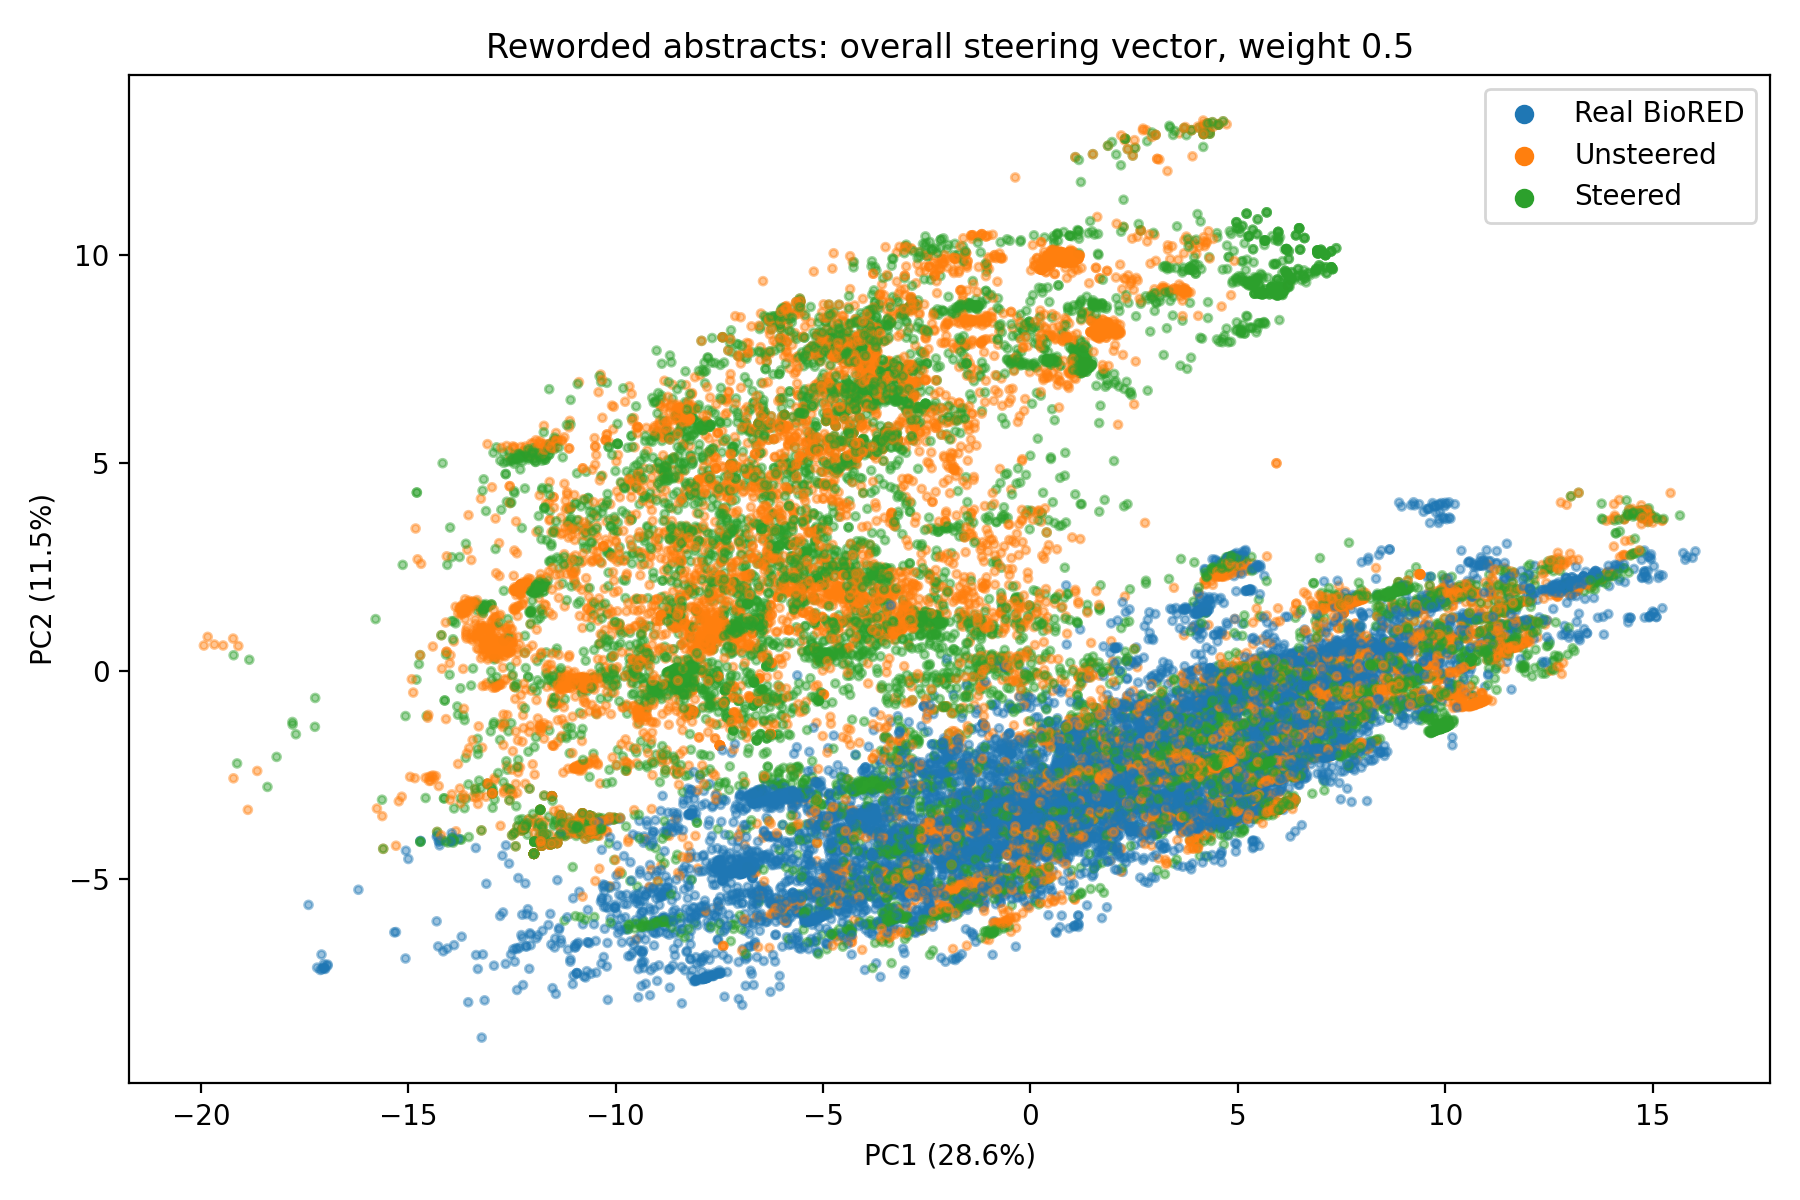 Reworded abstracts: overall steering vector, weight 0.5
Real BioRED
Unsteered
Steered
PC2 (11.5%)
10
5
0
−5
−20
−15
−10
−5
0
5
10
15
PC1 (28.6%)